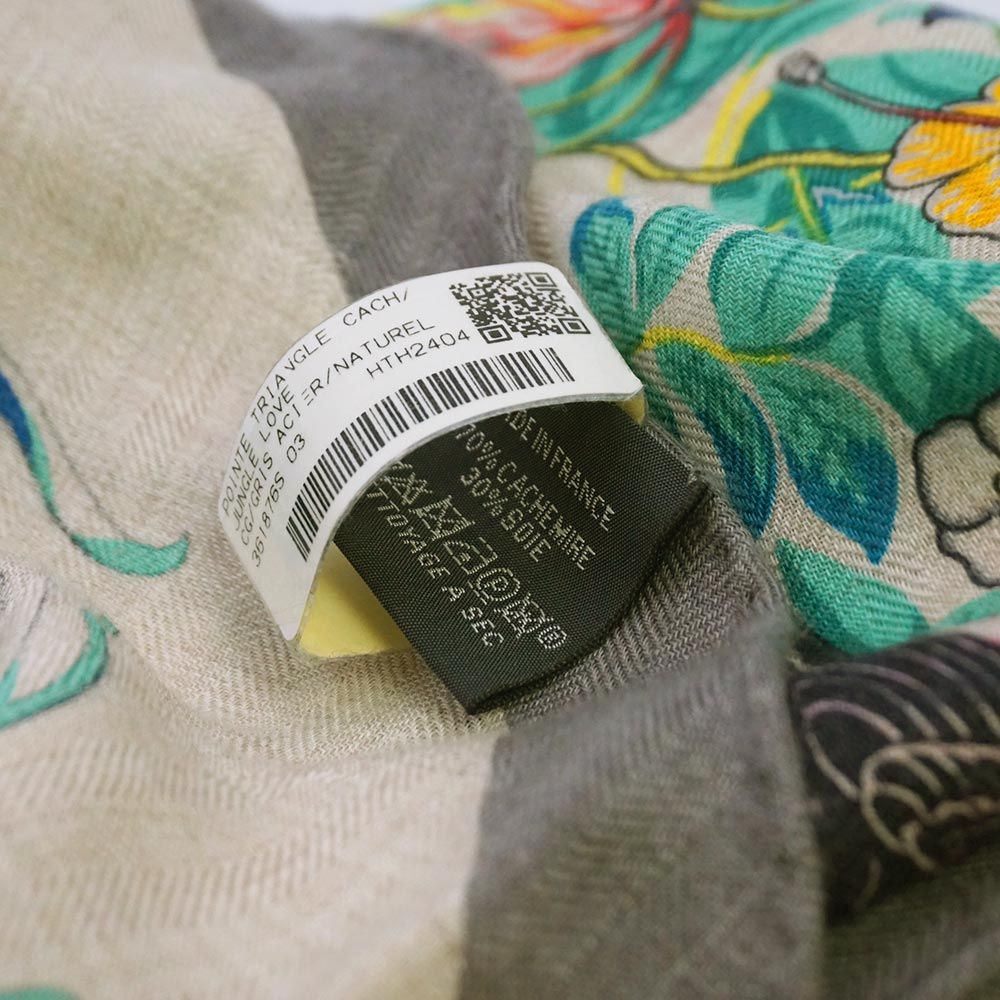 POINTE TRIANGLE CACH/
JUNGLE LOVE
CG/GRIS ACIER/NATUREL
361876S 03 HTH2404
MADE IN FRANCE
70% CACHEMIRE
30% SOIE
P
NETTOYAGE A SEC